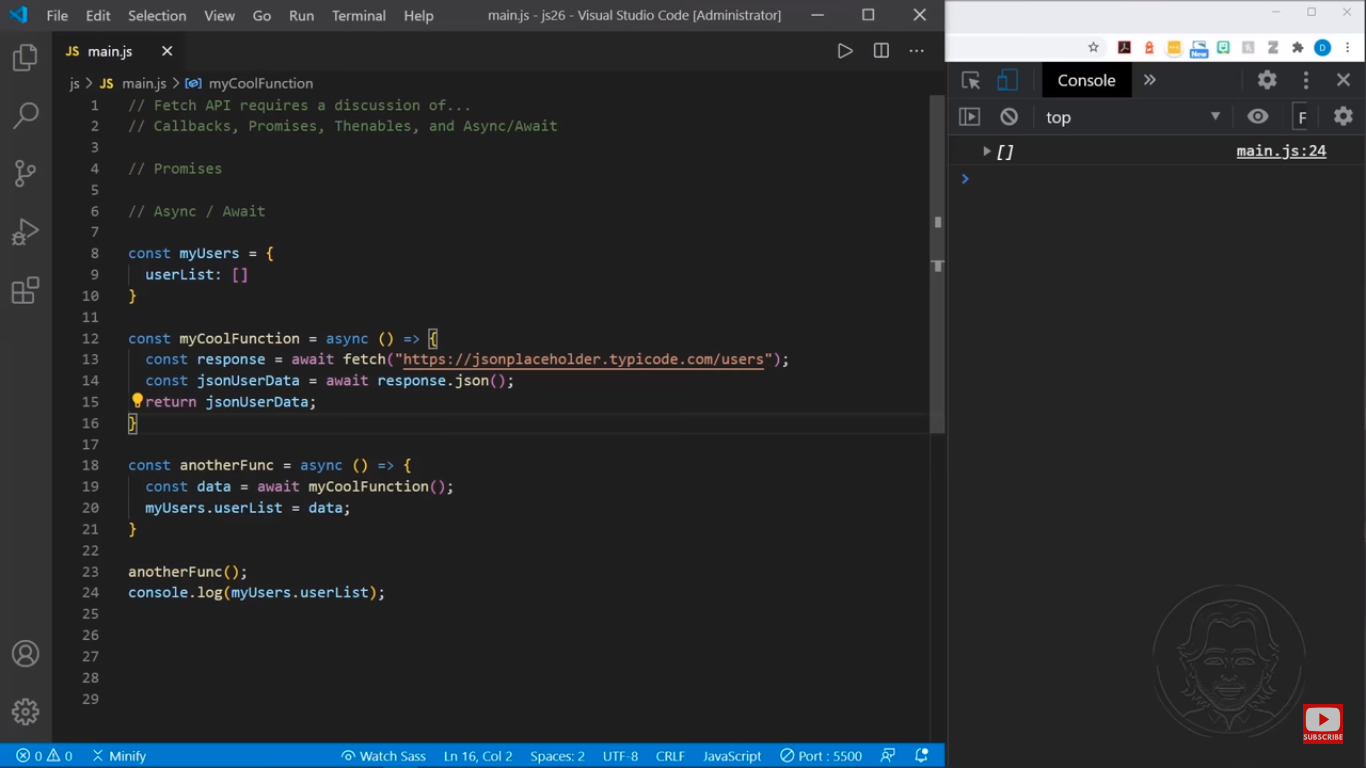 File Edit Selection View Go Run Terminal Help main.js - js26 - Visual Studio Code [Administrator]
JS main.js
js > JS main.js > myCoolFunction
1 // Fetch API requires a discussion of...
2 // Callbacks, Promises, Thenables, and Async/Await
3
4 // Promises
5
6 // Async / Await
7
8 const myUsers = {
9 userList: []
10 }
11
12 const myCoolFunction = async () => {
13 const response = await fetch("https://jsonplaceholder.typicode.com/users");
14 const jsonUserData = await response.json();
15 return jsonUserData;
16 }
17
18 const anotherFunc = async () => {
19 const data = await myCoolFunction();
20 myUsers.userList = data;
21 }
22
23 anotherFunc();
24 console.log(myUsers.userList);
25
26
27
28
29
0 0 Minify Watch Sass Ln 16, Col 2 Spaces: 2 UTF-8 CRLF JavaScript Port : 5500
New Z D
Console »
top F
[] main.js:24
SUBSCRIBE